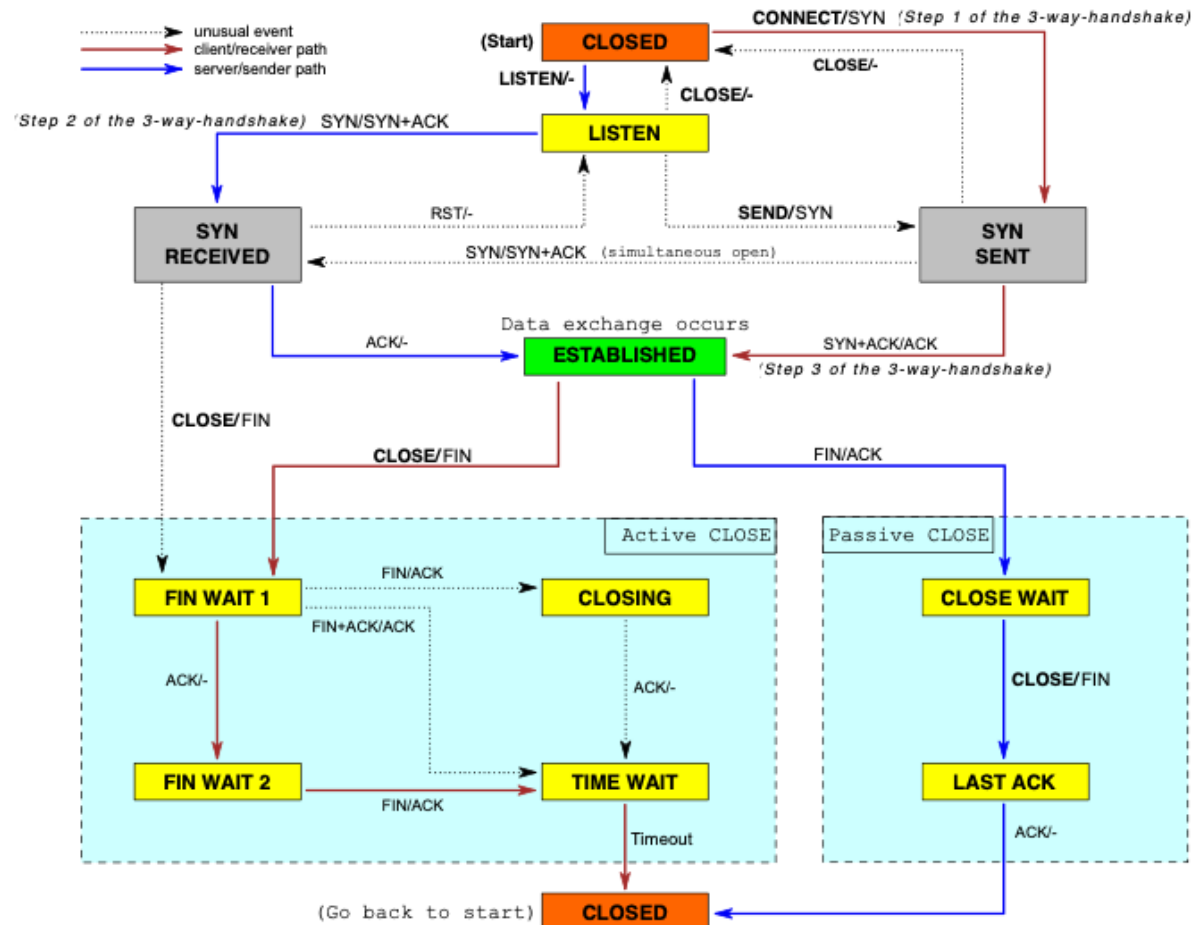 unusual event
client/receiver path
server/sender path
CONNECT/SYN (Step 1 of the 3-way-handshake)
(Start)
CLOSED
CLOSE/-
LISTEN/-
CLOSE/-
(Step 2 of the 3-way-handshake) SYN/SYN+ACK
LISTEN
RST/-
SEND/SYN
SYN
RECEIVED
SYN
SENT
SYN/SYN+ACK (simultaneous open)
Data exchange occurs
ACK/-
ESTABLISHED
SYN+ACK/ACK
(Step 3 of the 3-way-handshake)
CLOSE/FIN
CLOSE/FIN
FIN/ACK
Active CLOSE
Passive CLOSE
FIN WAIT 1
FIN/ACK
CLOSING
CLOSE WAIT
FIN+ACK/ACK
ACK/-
ACK/-
CLOSE/FIN
FIN WAIT 2
TIME WAIT
LAST ACK
FIN/ACK
Timeout
ACK/-
(Go back to start)
CLOSED